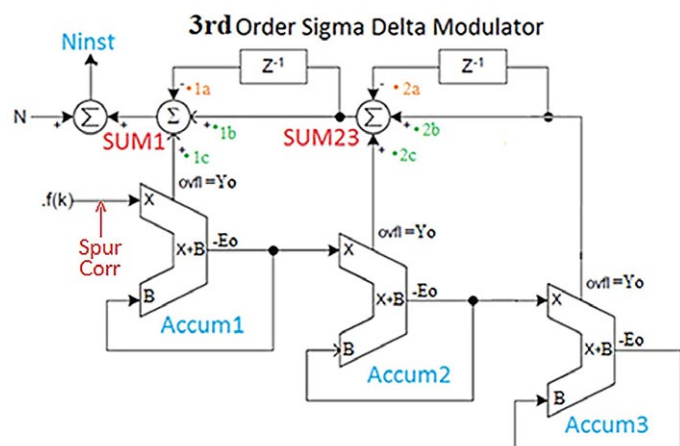 3rd Order Sigma Delta Modulator
Ninst
Z-1
Z-1
- •1a
- •2a
N
+
Σ
+
Σ
+ •1b
Σ
+ •2b
SUM1
SUM23
+ •1c
+ •2c
ovfl=Yo
.f(k)
X
Spur
Corr
X+B
-Eo
ovfl=Yo
X
B
X+B
-Eo
ovfl=Yo
Accum1
X
B
X+B
-Eo
Accum2
B
Accum3